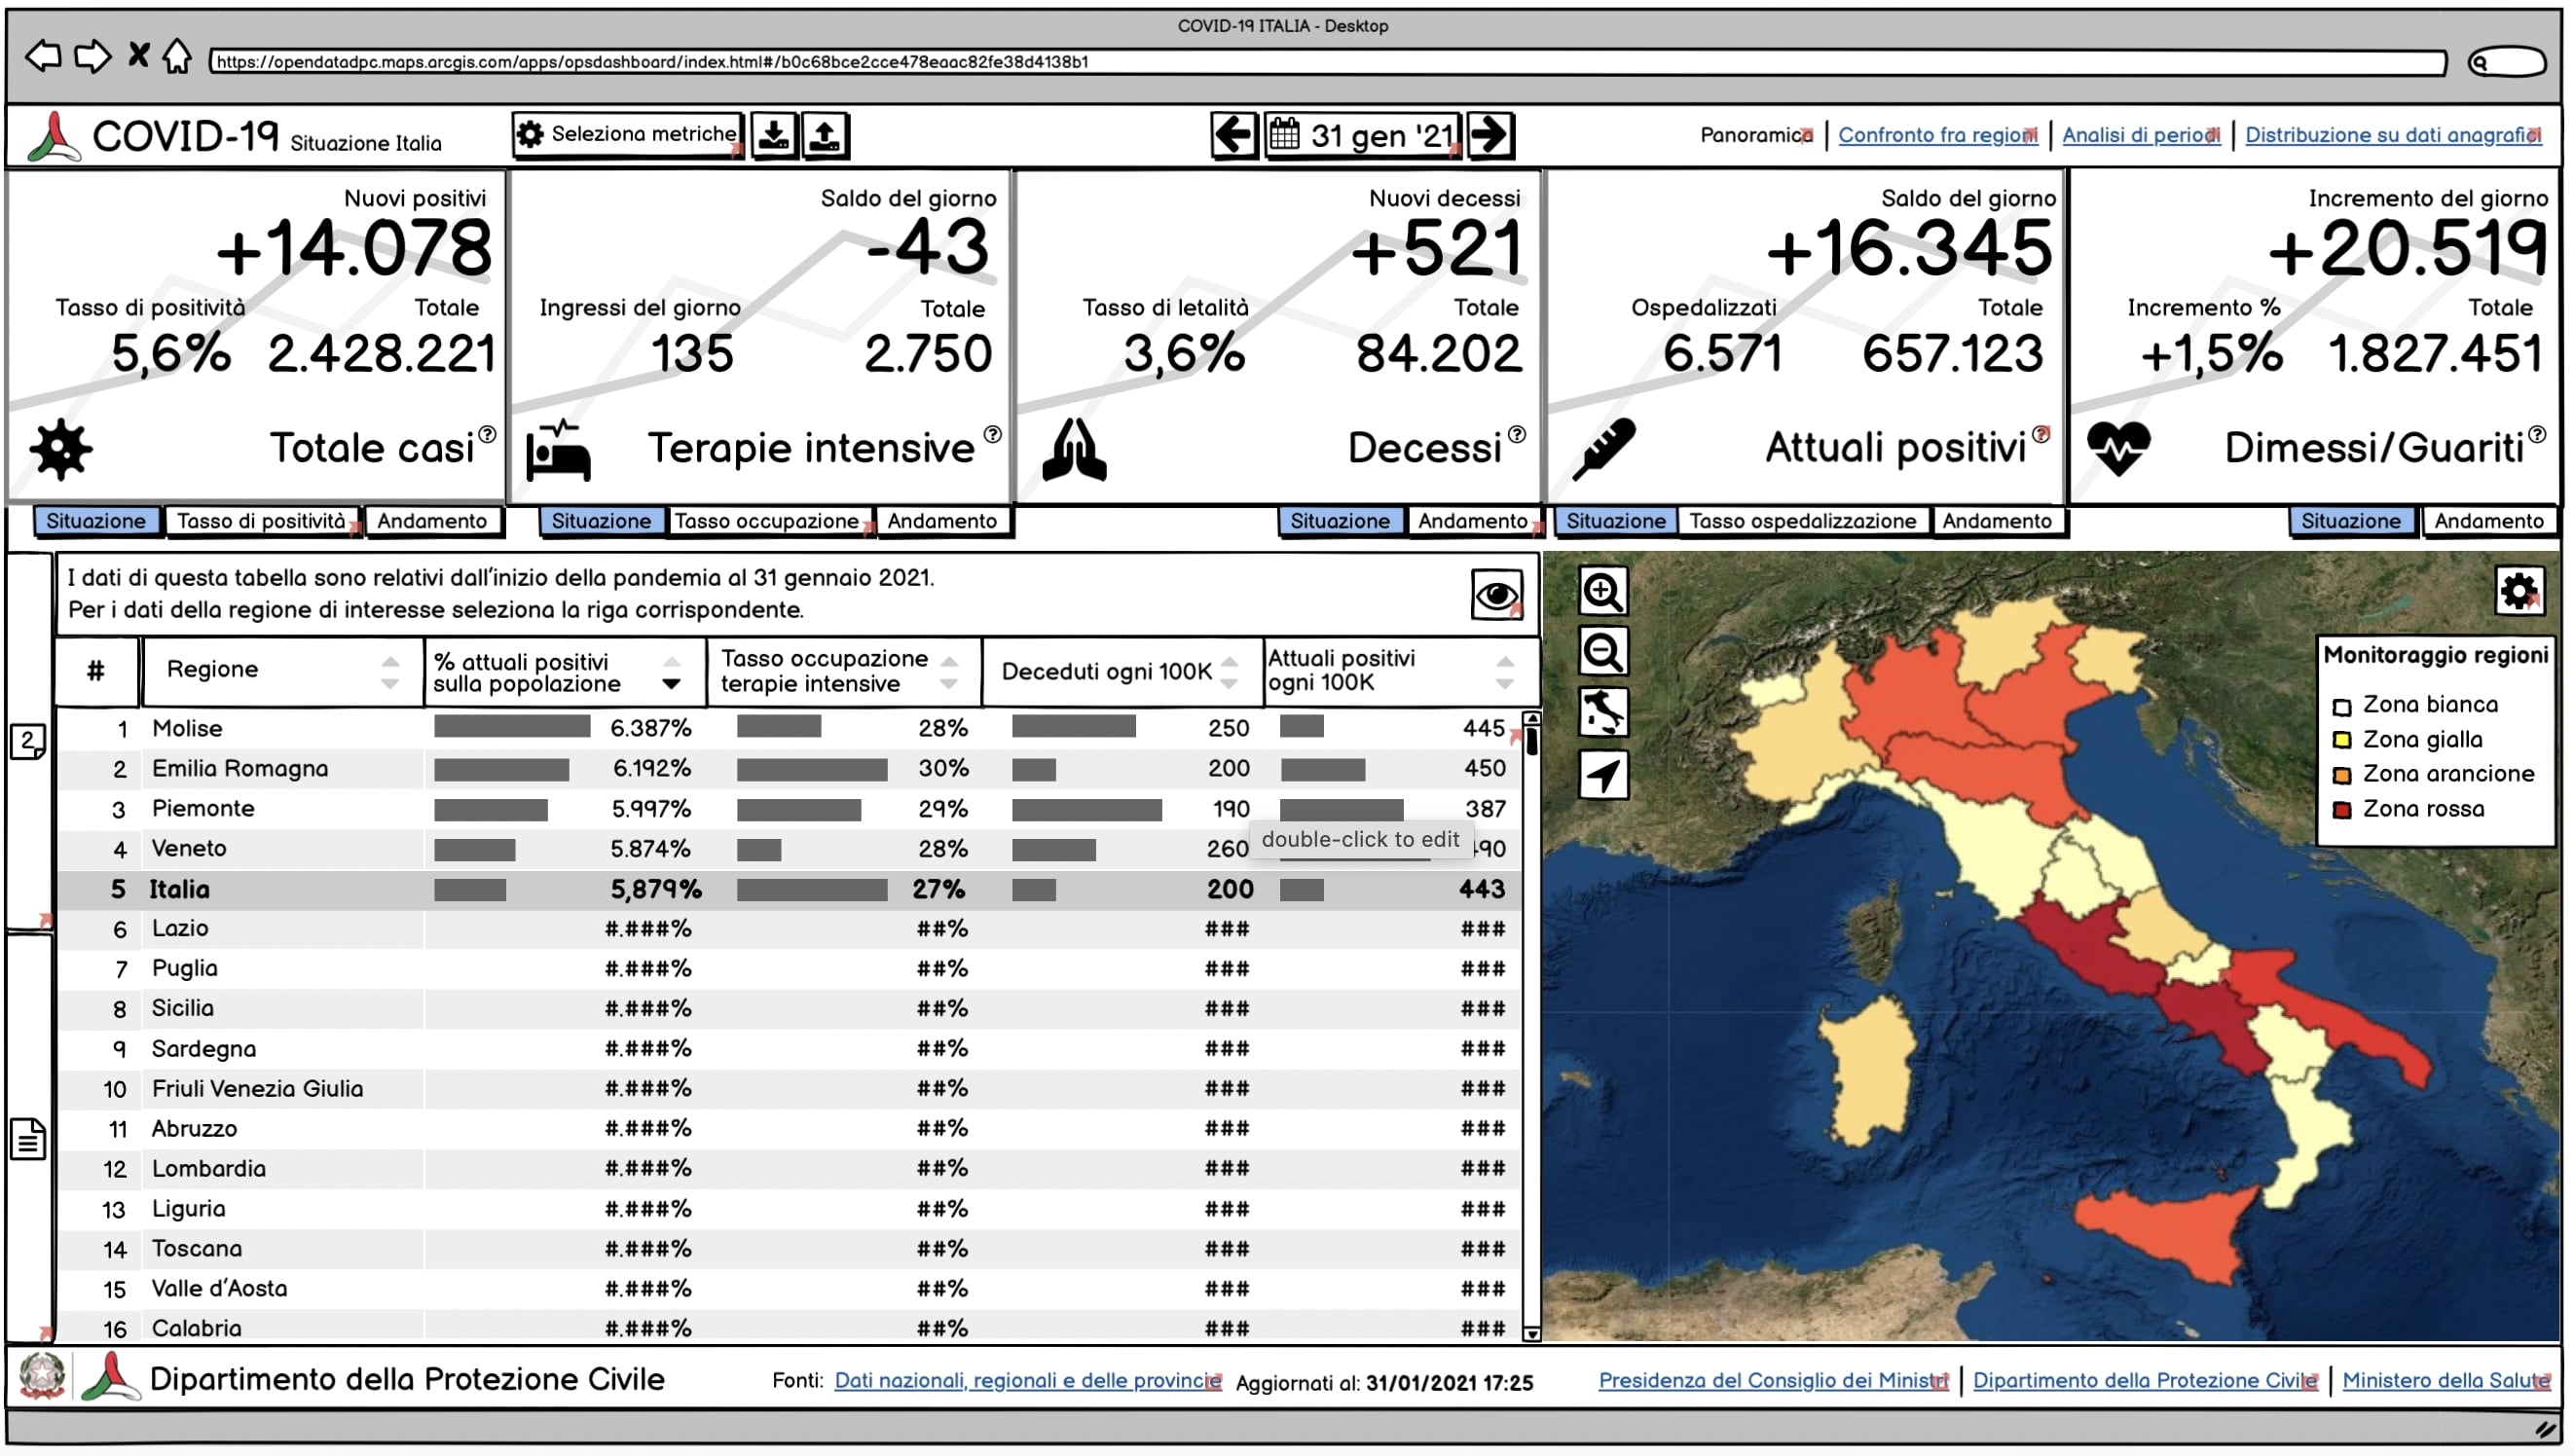 COVID-19 ITALIA - Desktop
https://opendatadpc.maps.arcgis.com/apps/opsdashboard/index.html#/b0c68bce2cce478eaac82fe38d4138b1
COVID-19 Situazione Italia
Seleziona metriche
31 gen '21
Panoramica | Confronto fra regioni | Analisi di periodi | Distribuzione su dati anagrafici
Nuovi positivi
+14.078
Tasso di positività Totale
5,6% 2.428.221
Totale casi ?
Saldo del giorno
-43
Ingressi del giorno Totale
135 2.750
Terapie intensive ?
Nuovi decessi
+521
Tasso di letalità Totale
3,6% 84.202
Decessi ?
Saldo del giorno
+16.345
Ospedalizzati Totale
6.571 657.123
Attuali positivi ?
Incremento del giorno
+20.519
Incremento % Totale
+1,5% 1.827.451
Dimessi/Guariti ?
Situazione Tasso di positività Andamento
Situazione Tasso occupazione Andamento
Situazione Andamento
Situazione Tasso ospedalizzazione Andamento
Situazione Andamento
2
I dati di questa tabella sono relativi dall'inizio della pandemia al 31 gennaio 2021.
Per i dati della regione di interesse seleziona la riga corrispondente.
# Regione % attuali positivi sulla popolazione Tasso occupazione terapie intensive Deceduti ogni 100K Attuali positivi ogni 100K
1 Molise 6.387% 28% 250 445
2 Emilia Romagna 6.192% 30% 200 450
3 Piemonte 5.997% 29% 190 387
double-click to edit
4 Veneto 5.874% 28% 260 90
5 Italia 5,879% 27% 200 443
6 Lazio #.###% ##% ### ###
7 Puglia #.###% ##% ### ###
8 Sicilia #.###% ##% ### ###
9 Sardegna #.###% ##% ### ###
10 Friuli Venezia Giulia #.###% ##% ### ###
11 Abruzzo #.###% ##% ### ###
12 Lombardia #.###% ##% ### ###
13 Liguria #.###% ##% ### ###
14 Toscana #.###% ##% ### ###
15 Valle d'Aosta #.###% ##% ### ###
16 Calabria #.###% ##% ### ###
Monitoraggio regioni
Zona bianca
Zona gialla
Zona arancione
Zona rossa
Dipartimento della Protezione Civile
Fonti: Dati nazionali, regionali e delle provincie Aggiornati al: 31/01/2021 17:25
Presidenza del Consiglio dei Ministri | Dipartimento della Protezione Civile | Ministero della Salute